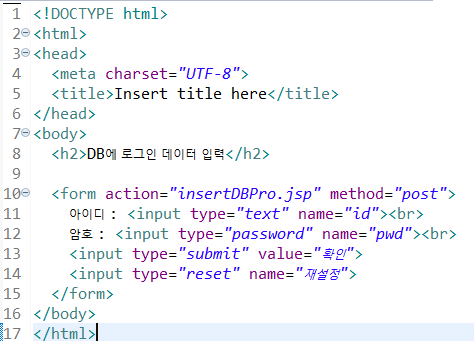 1 <!DOCTYPE html>
2 <html>
3 <head>
4   <meta charset="UTF-8">
5   <title>Insert title here</title>
6 </head>
7 <body>
8   <h2>DB에 로그인 데이터 입력</h2>
9
10   <form action="insertDBPro.jsp" method="post">
11     아이디 : <input type="text" name="id"><br>
12     암호 : <input type="password" name="pwd"><br>
13     <input type="submit" value="확인">
14     <input type="reset" name="재설정">
15   </form>
16 </body>
17 </html>